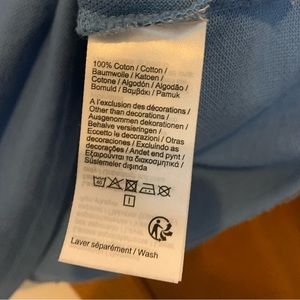 100% Coton / Cotton /
Baumwolle / Katoen /
Cotone / Algodón / Algodão /
Bomuld / Βαμβάκι / Pamuk
A l'exclusion des décorations /
Other than decorations /
Ausgenommen dekorationen /
Behalve versieringen /
Eccetto le decorazioni / Otras
decoraciones / Excluindo as
decorações / Andet end pynt /
Εξαιρούνται τα διακοσμητικά /
Süslemeler dışında
40
I
Laver séparément / Wash